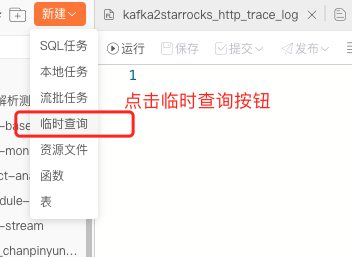 新建
kafka2starrocks_http_trace_log
运行
保存
提交
发布
SQL任务
本地任务
流批任务
临时查询
资源文件
函数
表
1
点击临时查询按钮
解析测
-base
-mon
ct-ana
dule-
-stream
_chanpinyun...